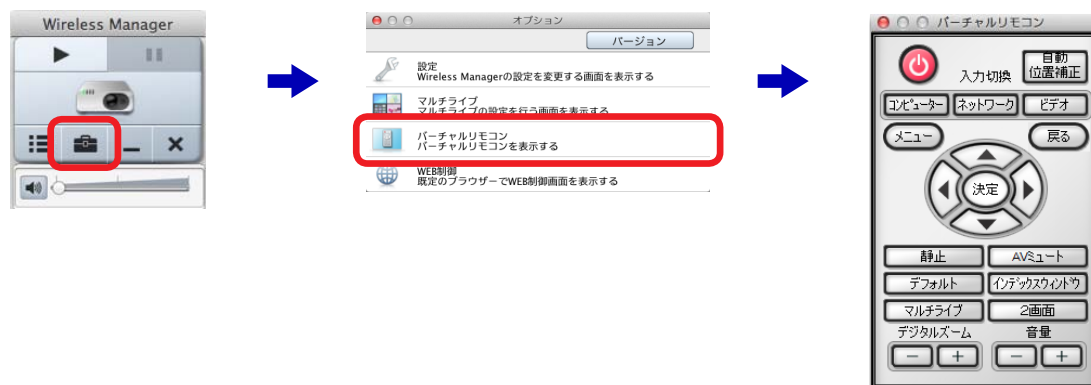 Wireless Manager
オプション
バージョン
設定
Wireless Managerの設定を変更する画面を表示する
マルチライブ
マルチライブの設定を行う画面を表示する
バーチャルリモコン
バーチャルリモコンを表示する
WEB制御
既定のブラウザーでWEB制御画面を表示する
バーチャルリモコン
入力切換
自動
位置補正
コンピューター
ネットワーク
ビデオ
メニュー
戻る
決定
静止
AVミュート
デフォルト
インデックスウィンドウ
マルチライブ
2画面
デジタルズーム
音量
− +
− +